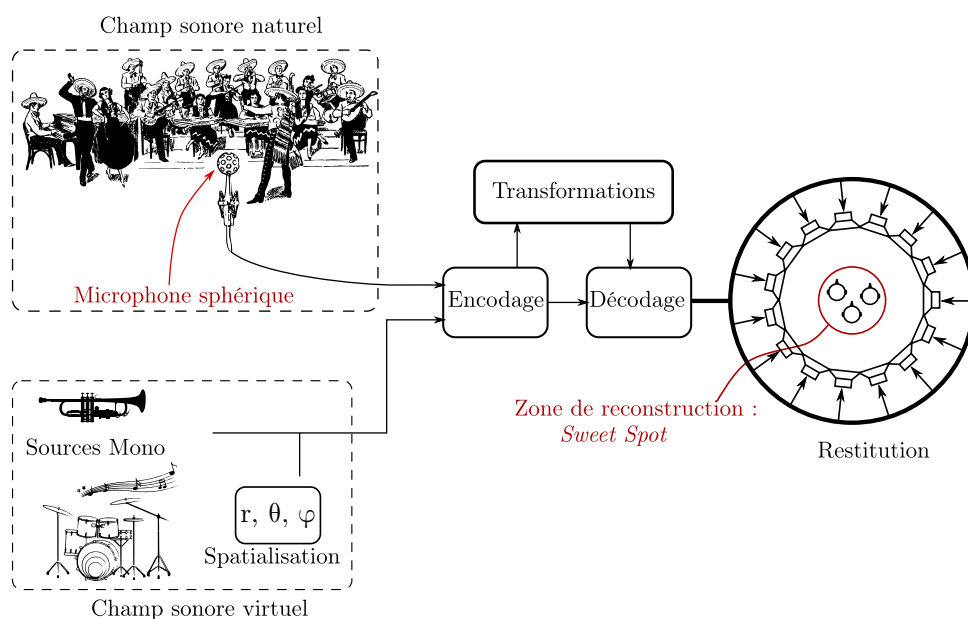 Champ sonore naturel
Microphone sphérique
Transformations
Encodage
Décodage
Zone de reconstruction :
Sweet Spot
Restitution
Sources Mono
r, θ, φ
Spatialisation
Champ sonore virtuel